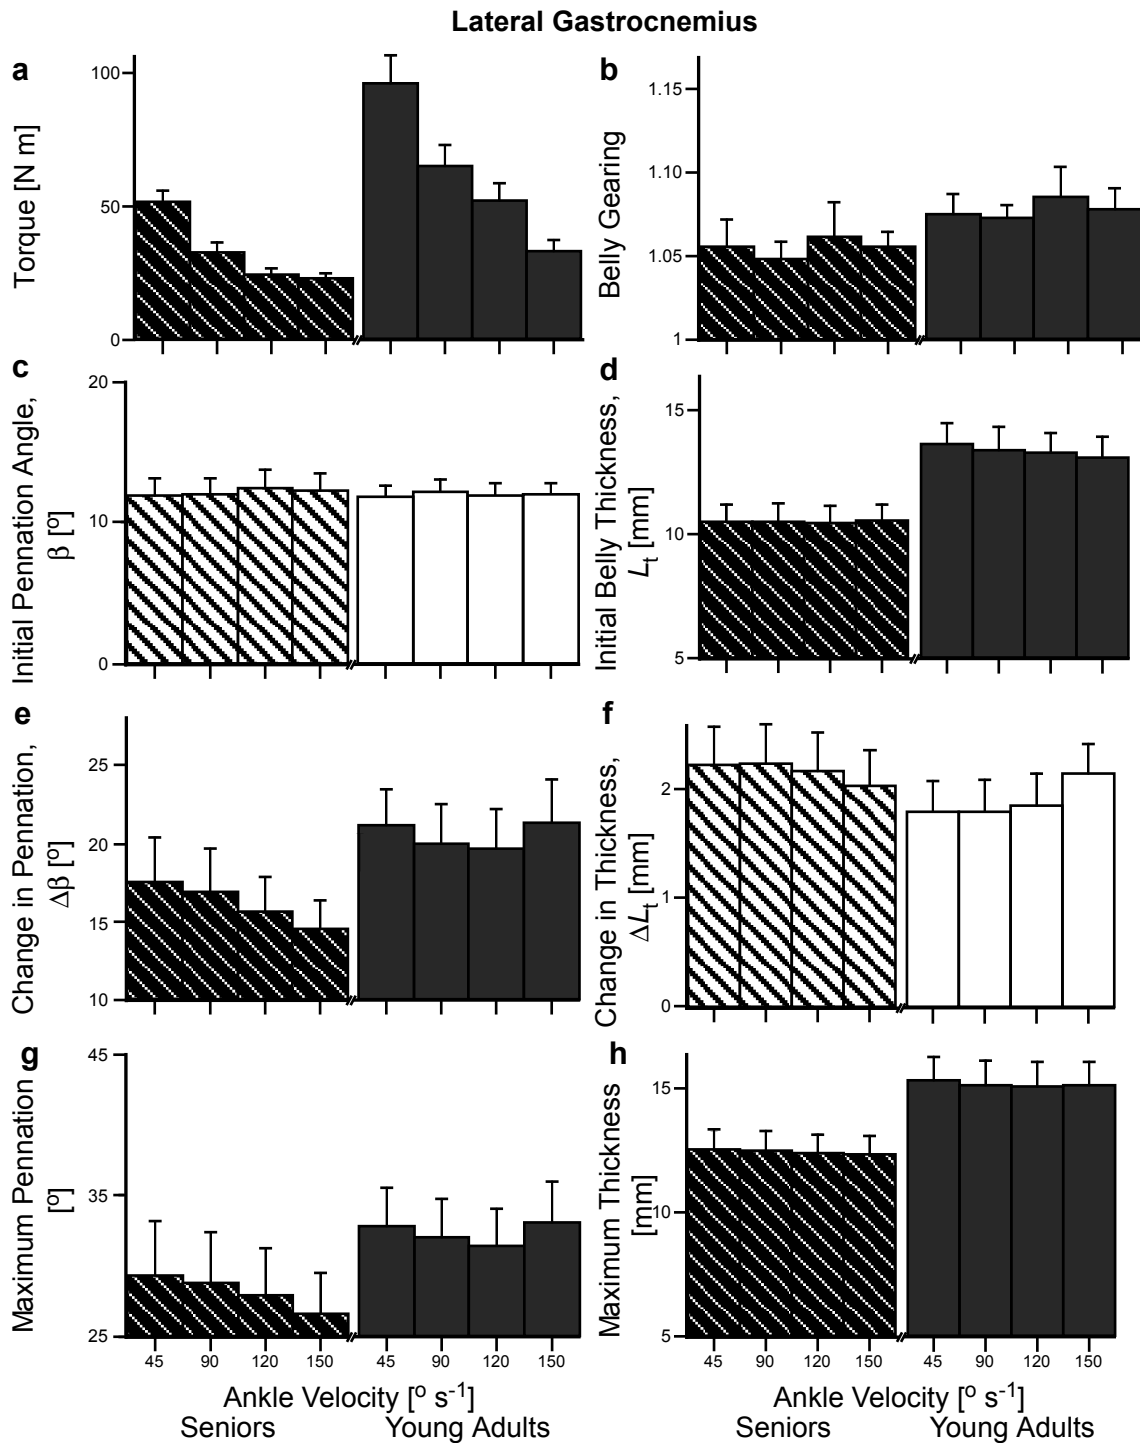 Lateral Gastrocnemius
a
Torque [N m]
100
50
0
b
Belly Gearing
1.15
1.10
1.05
1
c
Initial Pennation Angle,
β [º]
20
10
0
d
Initial Belly Thickness,
Lt [mm]
15
10
5
e
Change in Pennation,
Δβ [º]
25
20
15
10
f
Change in Thickness,
ΔLt [mm]
2
1
0
g
Maximum Pennation
[º]
45
35
25
45 90 120 150 45 90 120 150
Ankle Velocity [º s-1]
Seniors Young Adults
h
Maximum Thickness
[mm]
15
10
5
45 90 120 150 45 90 120 150
Ankle Velocity [º s-1]
Seniors Young Adults